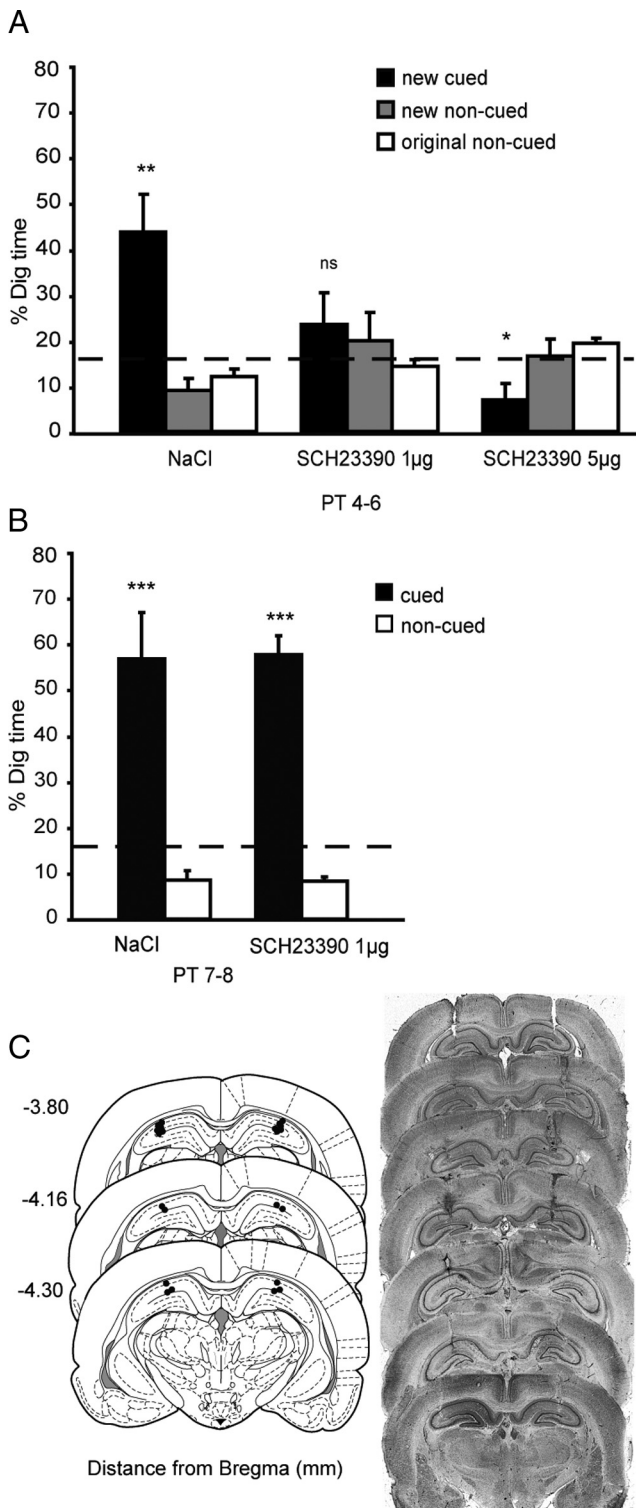 A
80
70
60
50
40
30
20
10
0
% Dig time
new cued
new non-cued
original non-cued
**
ns
*
NaCl
SCH23390 1µg
SCH23390 5µg
PT 4-6
B
80
70
60
50
40
30
20
10
0
% Dig time
cued
non-cued
***
***
NaCl
SCH23390 1µg
PT 7-8
C
-3.80
-4.16
-4.30
Distance from Bregma (mm)